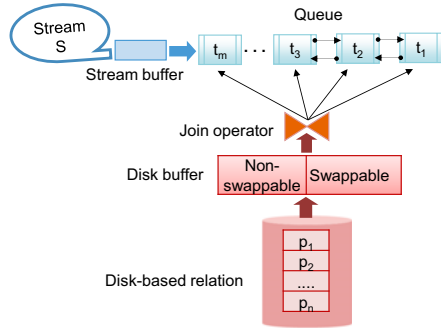 Stream
S
Queue
t_m ... t_3 t_2 t_1
Stream buffer
Join operator
Disk buffer
Non-
swappable
Swappable
Disk-based relation
p_1
p_2
....
p_n